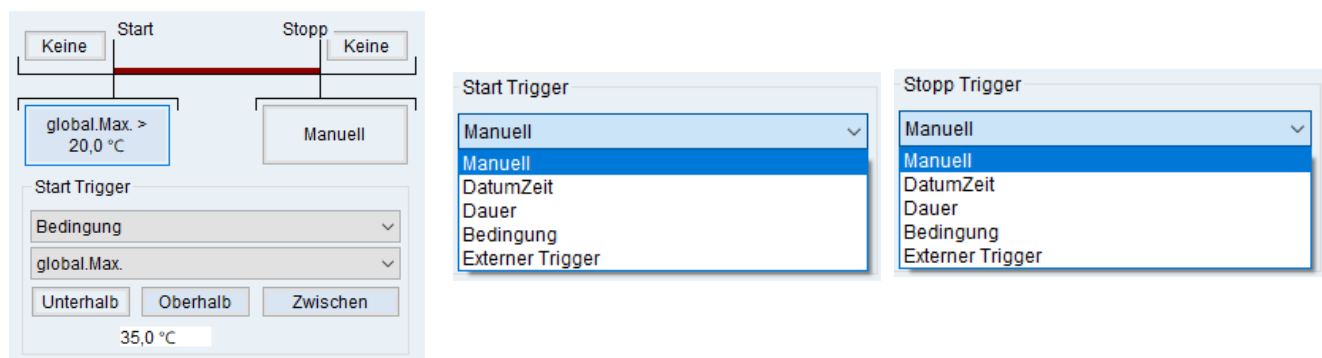 Start
Stopp
Keine
Keine
global.Max. >
20,0 °C
Manuell
Start Trigger
Bedingung
global.Max.
Unterhalb Oberhalb Zwischen
35,0 °C
Start Trigger
Manuell
Manuell
DatumZeit
Dauer
Bedingung
Externer Trigger
Stopp Trigger
Manuell
Manuell
DatumZeit
Dauer
Bedingung
Externer Trigger